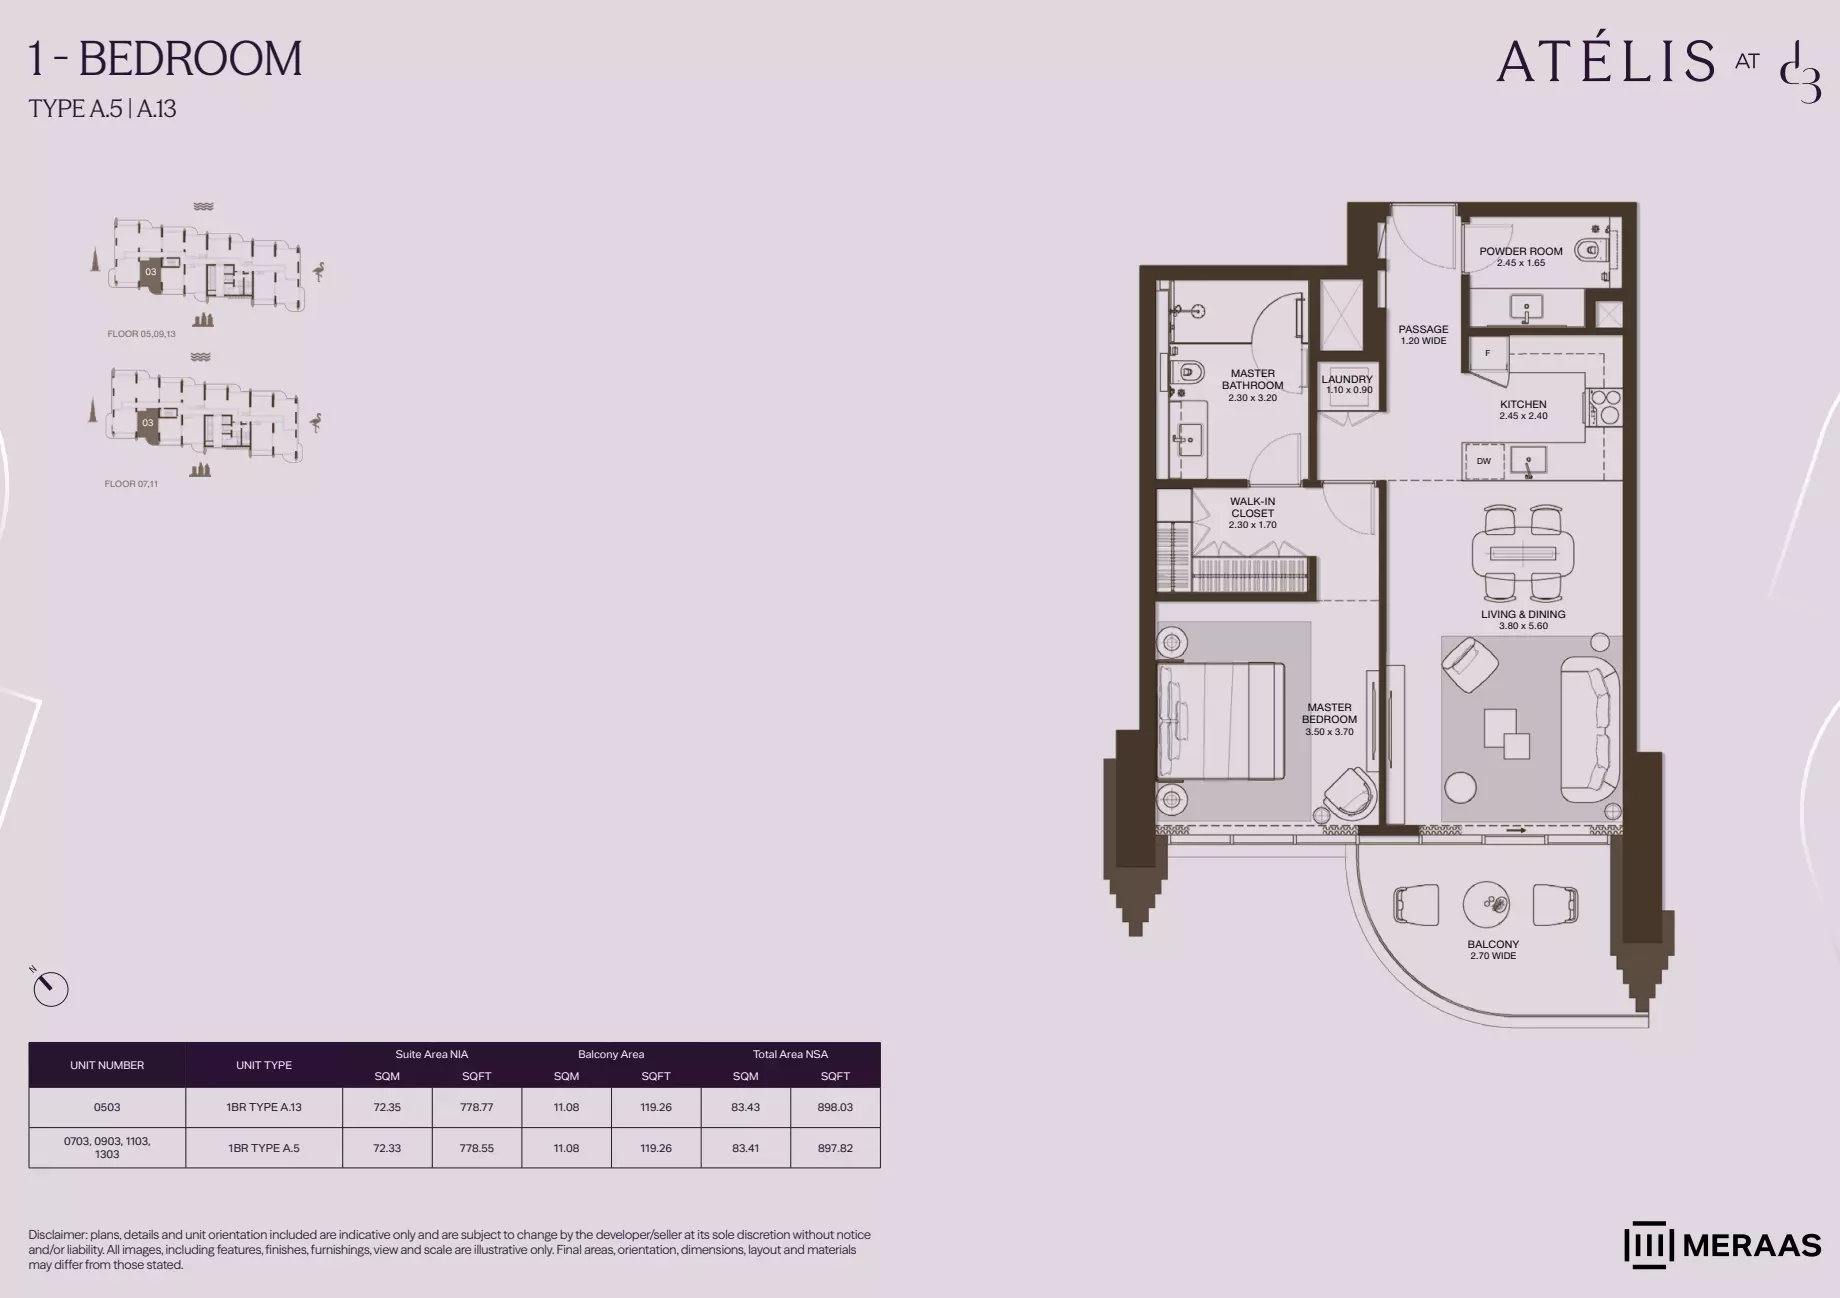 1 - BEDROOM
TYPE A.5 | A.13
ATÉLIS AT d3
03
FLOOR 05,09,13
03
FLOOR 07,11
POWDER ROOM
2.45 x 1.65
PASSAGE
1.20 WIDE
F
MASTER
BATHROOM
2.30 x 3.20
LAUNDRY
1.10 x 0.90
KITCHEN
2.45 x 2.40
DW
WALK-IN
CLOSET
2.30 x 1.70
LIVING & DINING
3.80 x 5.60
MASTER
BEDROOM
3.50 x 3.70
BALCONY
2.70 WIDE
N
UNIT NUMBER UNIT TYPE Suite Area NIA Balcony Area Total Area NSA
SQM SQFT SQM SQFT SQM SQFT
0503 1BR TYPE A.13 72.35 778.77 11.08 119.26 83.43 898.03
0703, 0903, 1103,
1303 1BR TYPE A.5 72.33 778.55 11.08 119.26 83.41 897.82
Disclaimer: plans, details and unit orientation included are indicative only and are subject to change by the developer/seller at its sole discretion without notice
and/or liability. All images, including features, finishes, furnishings, view and scale are illustrative only. Final areas, orientation, dimensions, layout and materials
may differ from those stated.
MERAAS